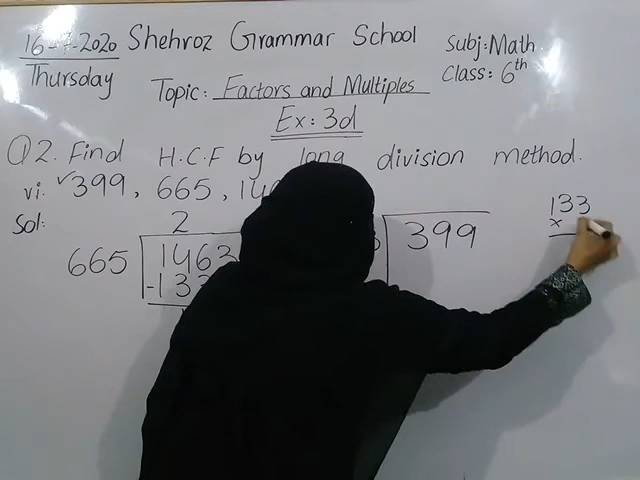 16-7-2020 Shehroz Grammar School Subj: Math
Thursday Topic: Factors and Multiples Class: 6th
Ex: 3d
Q2. Find H.C.F by long division method.
vi: 399, 665, 14
Sol: 2
665 1463 399
-13
133
×